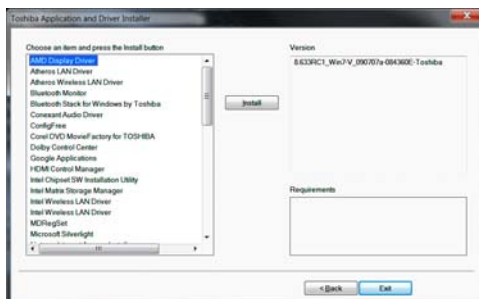 Toshiba Application and Driver Installer
Choose an item and press the Install button
AMD Display Driver
Atheros LAN Driver
Atheros Wireless LAN Driver
Bluetooth Monitor
Bluetooth Stack for Windows by Toshiba
Conexant Audio Driver
ConfigFree
Corel DVD MovieFactory for TOSHIBA
Dolby Control Center
Google Applications
HDMI Control Manager
Intel Chipset SW Installation Utility
Intel Matrix Storage Manager
Intel Wireless LAN Driver
Intel Wireless LAN Driver
MDRegSet
Microsoft Silverlight
Install
Version
8.633RC1_Win7-V_090707a-084360E-Toshiba
Requirements
< Back
Exit